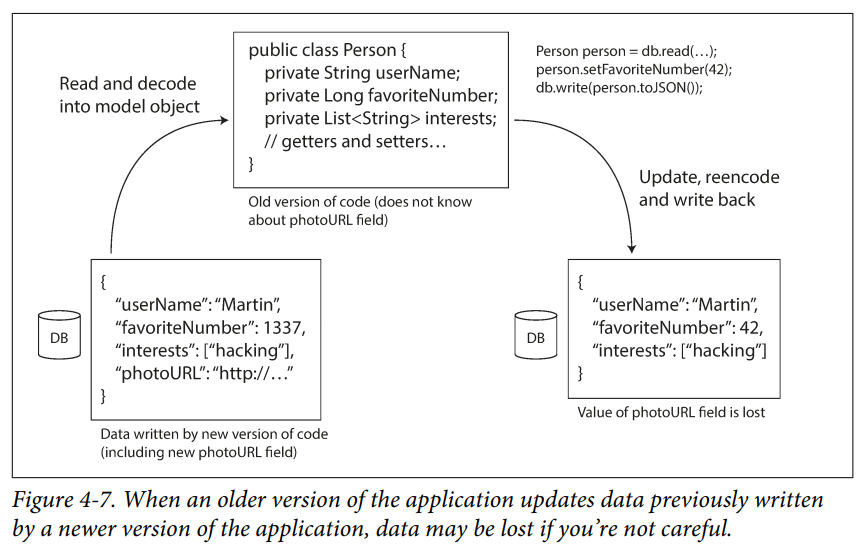 public class Person {
private String userName;
private Long favoriteNumber;
private List<String> interests;
// getters and setters…
}
Person person = db.read(…);
person.setFavoriteNumber(42);
db.write(person.toJSON());
Read and decode
into model object
Old version of code (does not know
about photoURL field)
Update, reencode
and write back
DB
{
“userName”: “Martin”,
“favoriteNumber”: 1337,
“interests”: [“hacking”],
“photoURL”: “http://…”
}
Data written by new version of code
(including new photoURL field)
DB
{
“userName”: “Martin”,
“favoriteNumber”: 42,
“interests”: [“hacking”]
}
Value of photoURL field is lost
Figure 4-7. When an older version of the application updates data previously written
by a newer version of the application, data may be lost if you’re not careful.